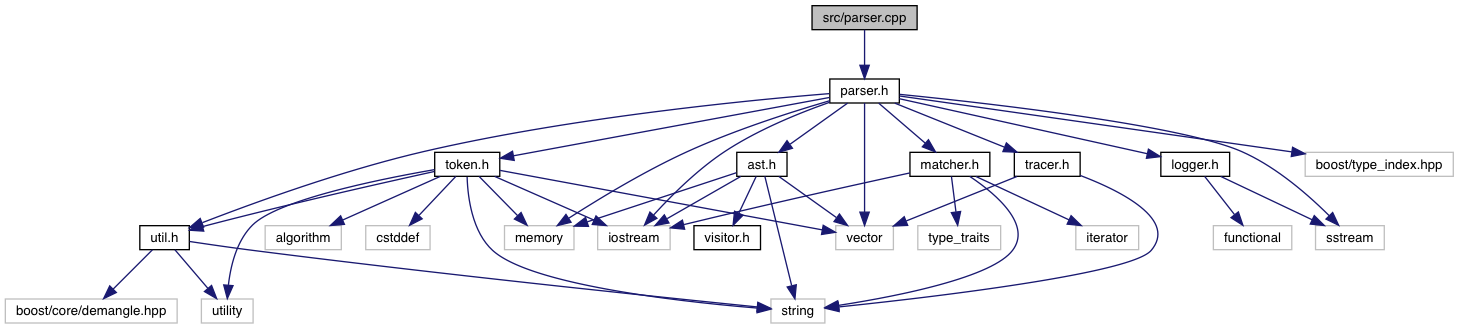 src/parser.cpp
parser.h
token.h
ast.h
matcher.h
tracer.h
logger.h
boost/type_index.hpp
util.h
algorithm
cstddef
memory
iostream
visitor.h
vector
type_traits
iterator
functional
sstream
boost/core/demangle.hpp
utility
string